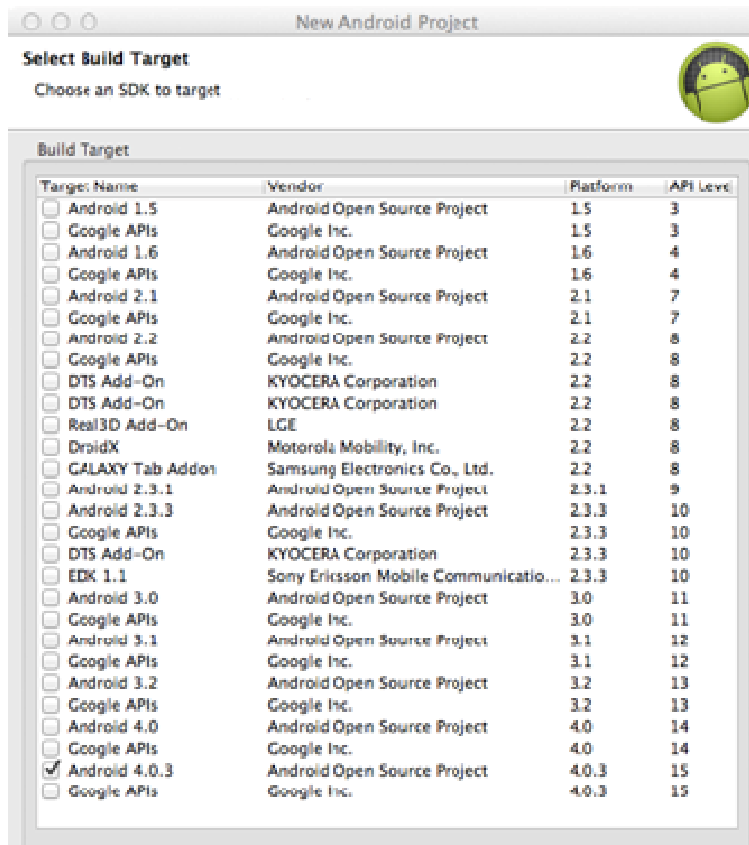 New Android Project
Select Build Target
Choose an SDK to target
Build Target
Target Name Vendor Platform API Level
Android 1.5 Android Open Source Project 1.5 3
Google APIs Google Inc. 1.5 3
Android 1.6 Android Open Source Project 1.6 4
Google APIs Google Inc. 1.6 4
Android 2.1 Android Open Source Project 2.1 7
Google APIs Google Inc. 2.1 7
Android 2.2 Android Open Source Project 2.2 8
Google APIs Google Inc. 2.2 8
DTS Add-On KYOCERA Corporation 2.2 8
DTS Add-On KYOCERA Corporation 2.2 8
Real3D Add-On LGE 2.2 8
DroidX Motorola Mobility, Inc. 2.2 8
GALAXY Tab Addon Samsung Electronics Co., Ltd. 2.2 8
Android 2.3.1 Android Open Source Project 2.3.1 9
Android 2.3.3 Android Open Source Project 2.3.3 10
Google APIs Google Inc. 2.3.3 10
DTS Add-On KYOCERA Corporation 2.3.3 10
EDK 1.1 Sony Ericsson Mobile Communicatio... 2.3.3 10
Android 3.0 Android Open Source Project 3.0 11
Google APIs Google Inc. 3.0 11
Android 3.1 Android Open Source Project 3.1 12
Google APIs Google Inc. 3.1 12
Android 3.2 Android Open Source Project 3.2 13
Google APIs Google Inc. 3.2 13
Android 4.0 Android Open Source Project 4.0 14
Google APIs Google Inc. 4.0 14
Android 4.0.3 Android Open Source Project 4.0.3 15
Google APIs Google Inc. 4.0.3 15